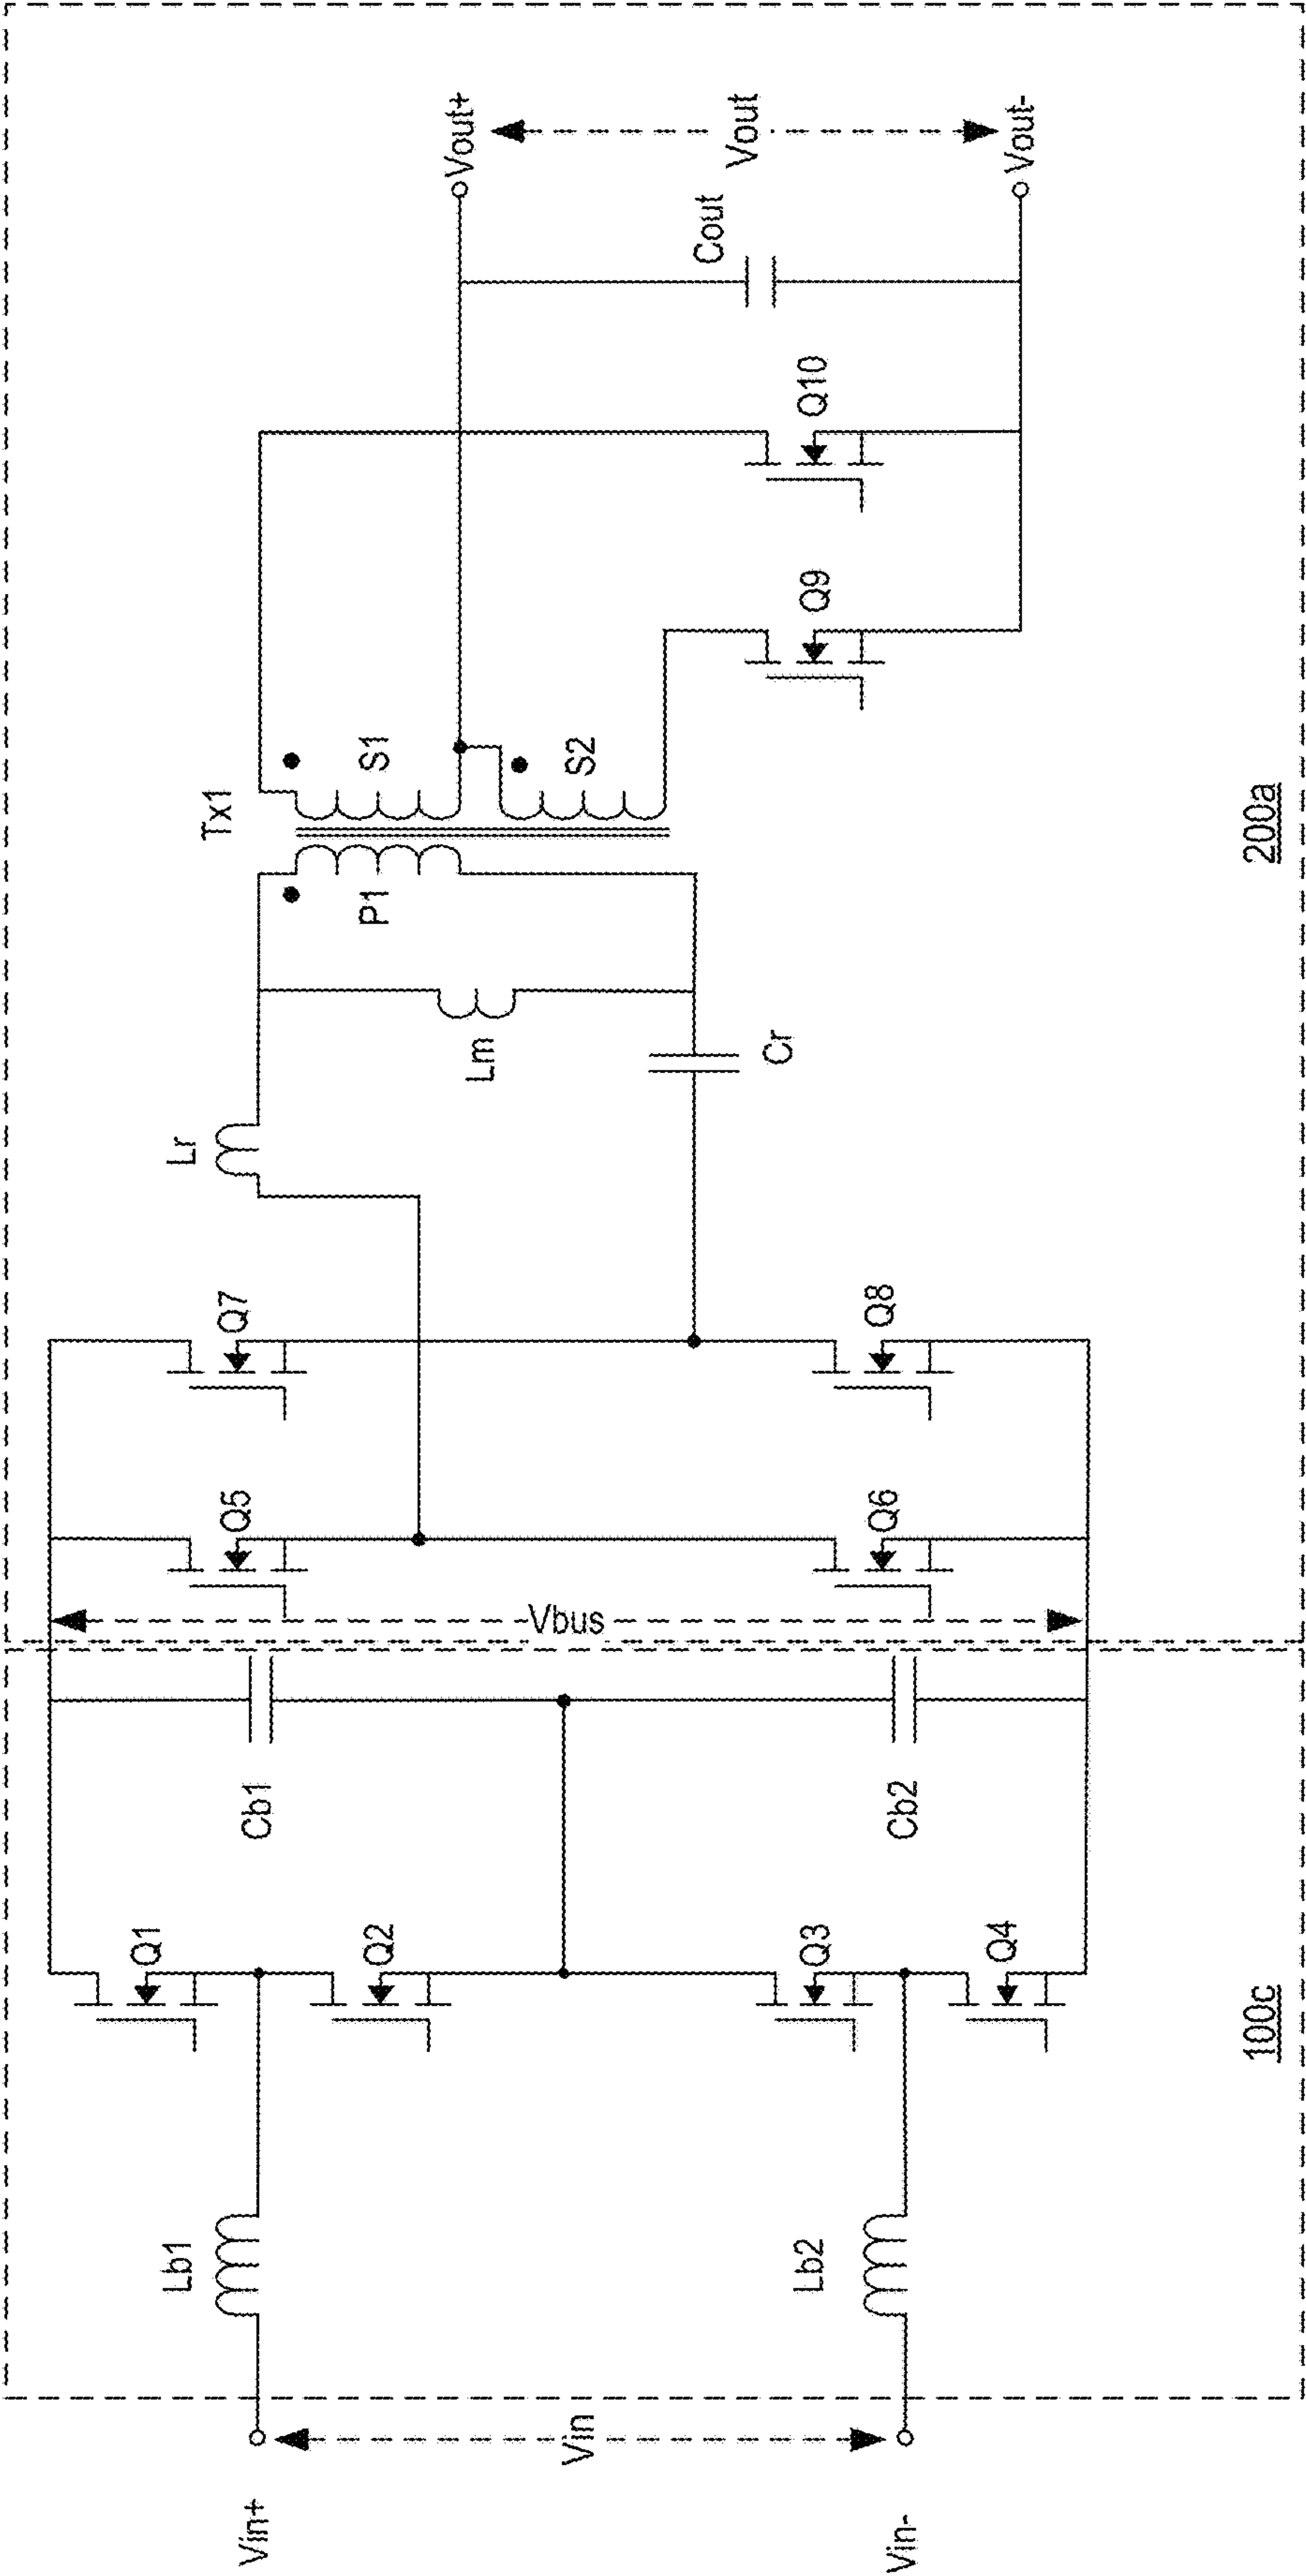 Vin+
Vin
Vin-
Lb1
Lb2
Q1
Q2
Q3
Q4
Cb1
Cb2
100c
Vbus
Q5
Q6
Q7
Q8
Lr
Lm
Cr
Tx1
P1
S1
S2
Q9
Q10
Cout
Vout+
Vout
Vout-
200a